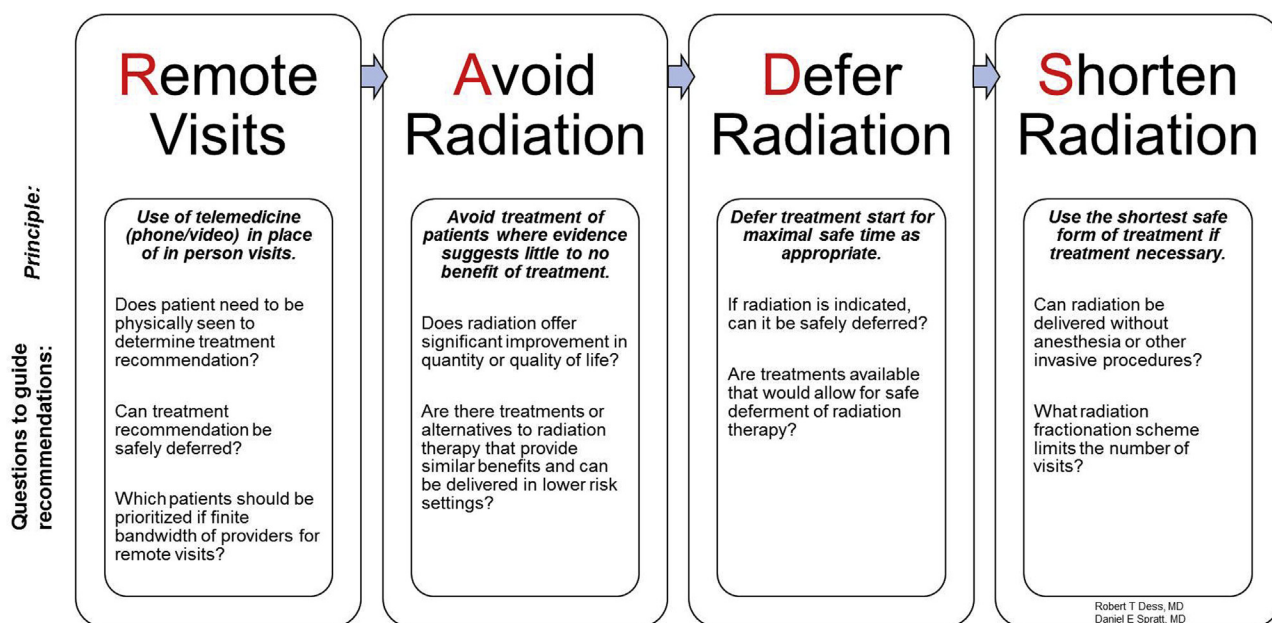 Remote
Visits
Avoid
Radiation
Defer
Radiation
Shorten
Radiation
Principle:
Use of telemedicine
(phone/video) in place
of in person visits.
Avoid treatment of
patients where evidence
suggests little to no
benefit of treatment.
Defer treatment start for
maximal safe time as
appropriate.
Use the shortest safe
form of treatment if
treatment necessary.
Questions to guide
recommendations:
Does patient need to be
physically seen to
determine treatment
recommendation?
Can treatment
recommendation be
safely deferred?
Which patients should be
prioritized if finite
bandwidth of providers for
remote visits?
Does radiation offer
significant improvement in
quantity or quality of life?
Are there treatments or
alternatives to radiation
therapy that provide
similar benefits and can
be delivered in lower risk
settings?
If radiation is indicated,
can it be safely deferred?
Are treatments available
that would allow for safe
deferment of radiation
therapy?
Can radiation be
delivered without
anesthesia or other
invasive procedures?
What radiation
fractionation scheme
limits the number of
visits?
Robert T Dess, MD
Daniel E Spratt, MD